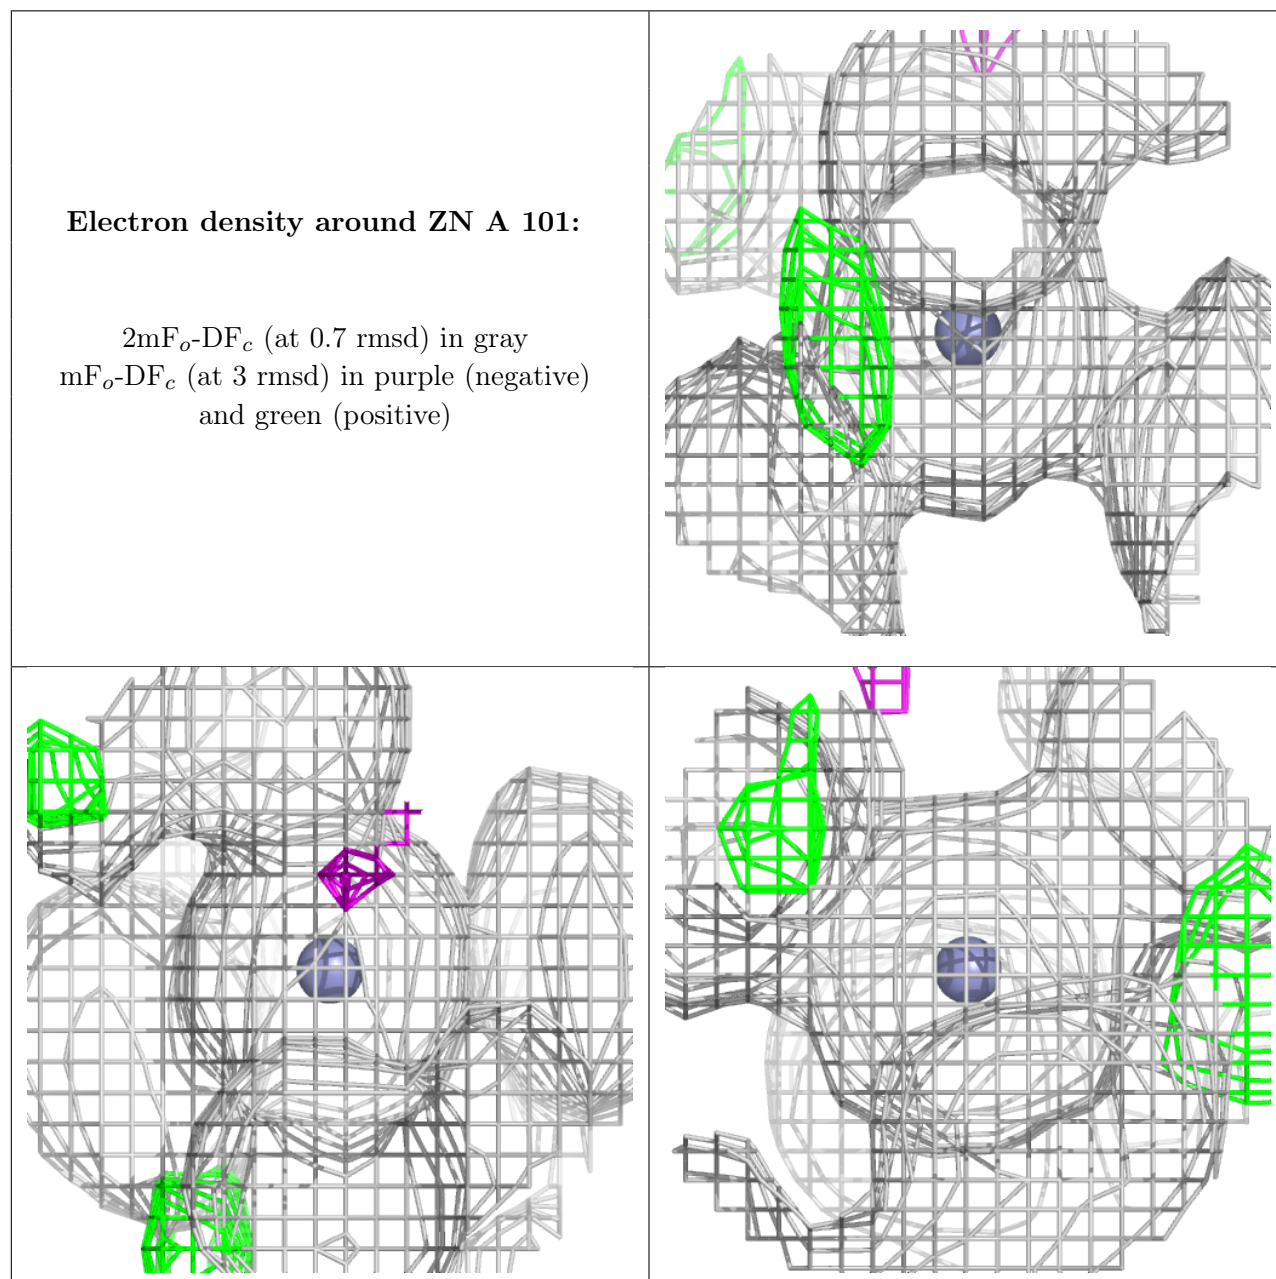 Electron density around ZN A 101:
2mFo-DFc (at 0.7 rmsd) in gray
mFo-DFc (at 3 rmsd) in purple (negative)
and green (positive)